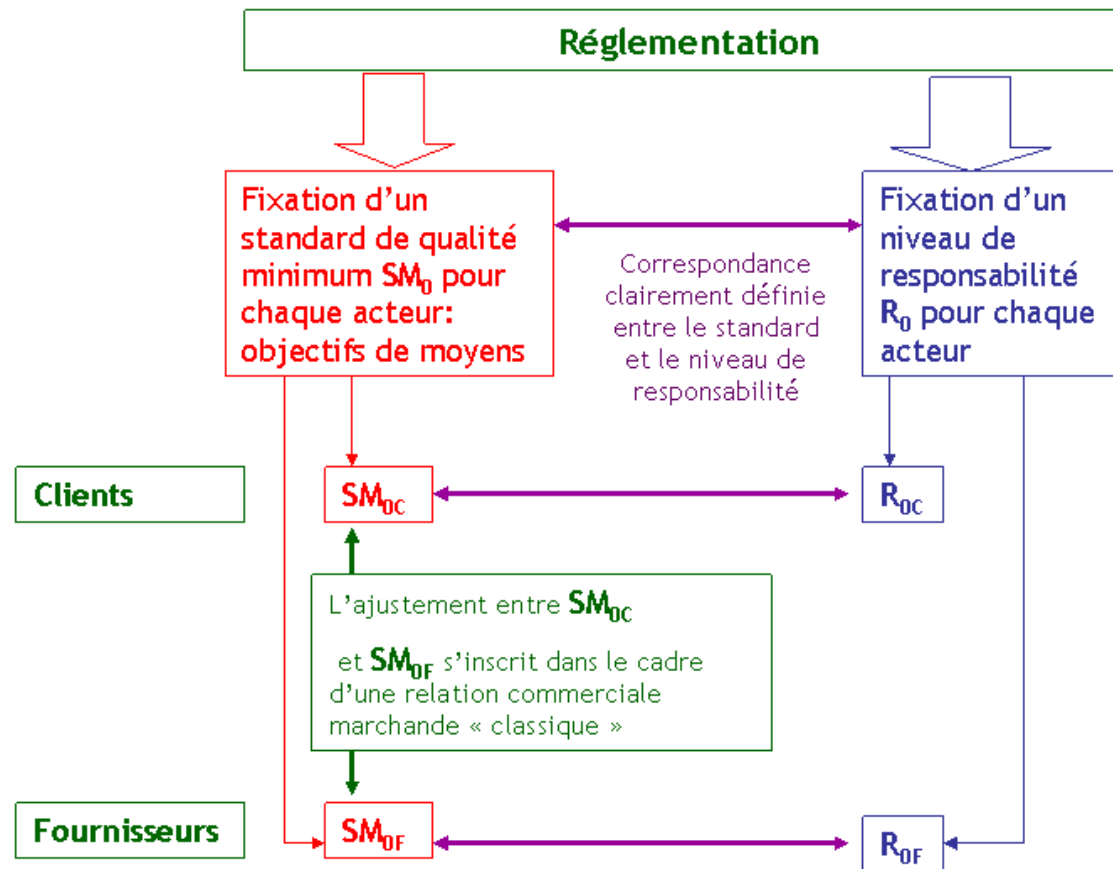 Réglementation
Fixation d'un
standard de qualité
minimum SM₀ pour
chaque acteur:
objectifs de moyens
Correspondance
clairement définie
entre le standard
et le niveau de
responsabilité
Fixation d'un
niveau de
responsabilité
R₀ pour chaque
acteur
Clients
SM₀C
R₀C
L'ajustement entre SM₀C
et SM₀F s'inscrit dans le cadre
d'une relation commerciale
marchande « classique »
Fournisseurs
SM₀F
R₀F